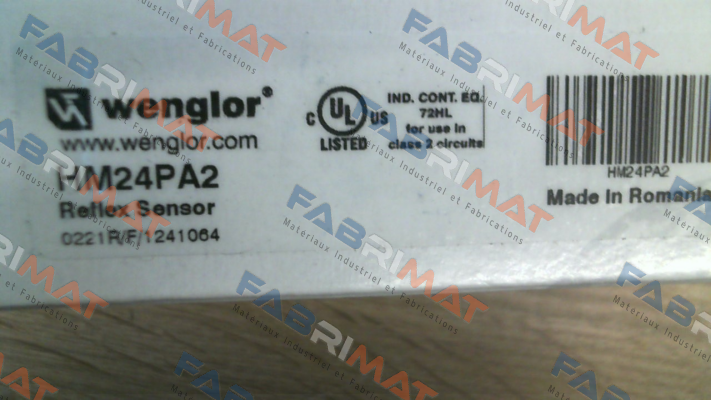 wenglor®
www.wenglor.com
HM24PA2
Reflex Sensor
0221R/F/1241064
C UL US
LISTED
IND. CONT. EQ.
72HL
for use in
class 2 circuits
HM24PA2
Made in Romania
FABRIMAT
Matériaux Industriel et Fabrications